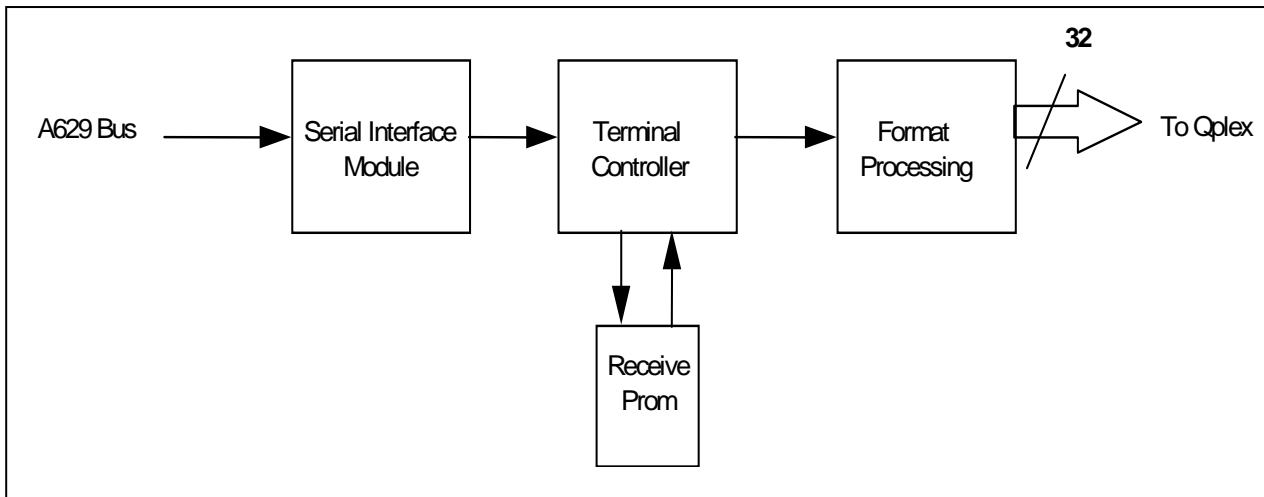 32
A629 Bus
Serial Interface
Module
Terminal
Controller
Format
Processing
To Qplex
Receive
Prom